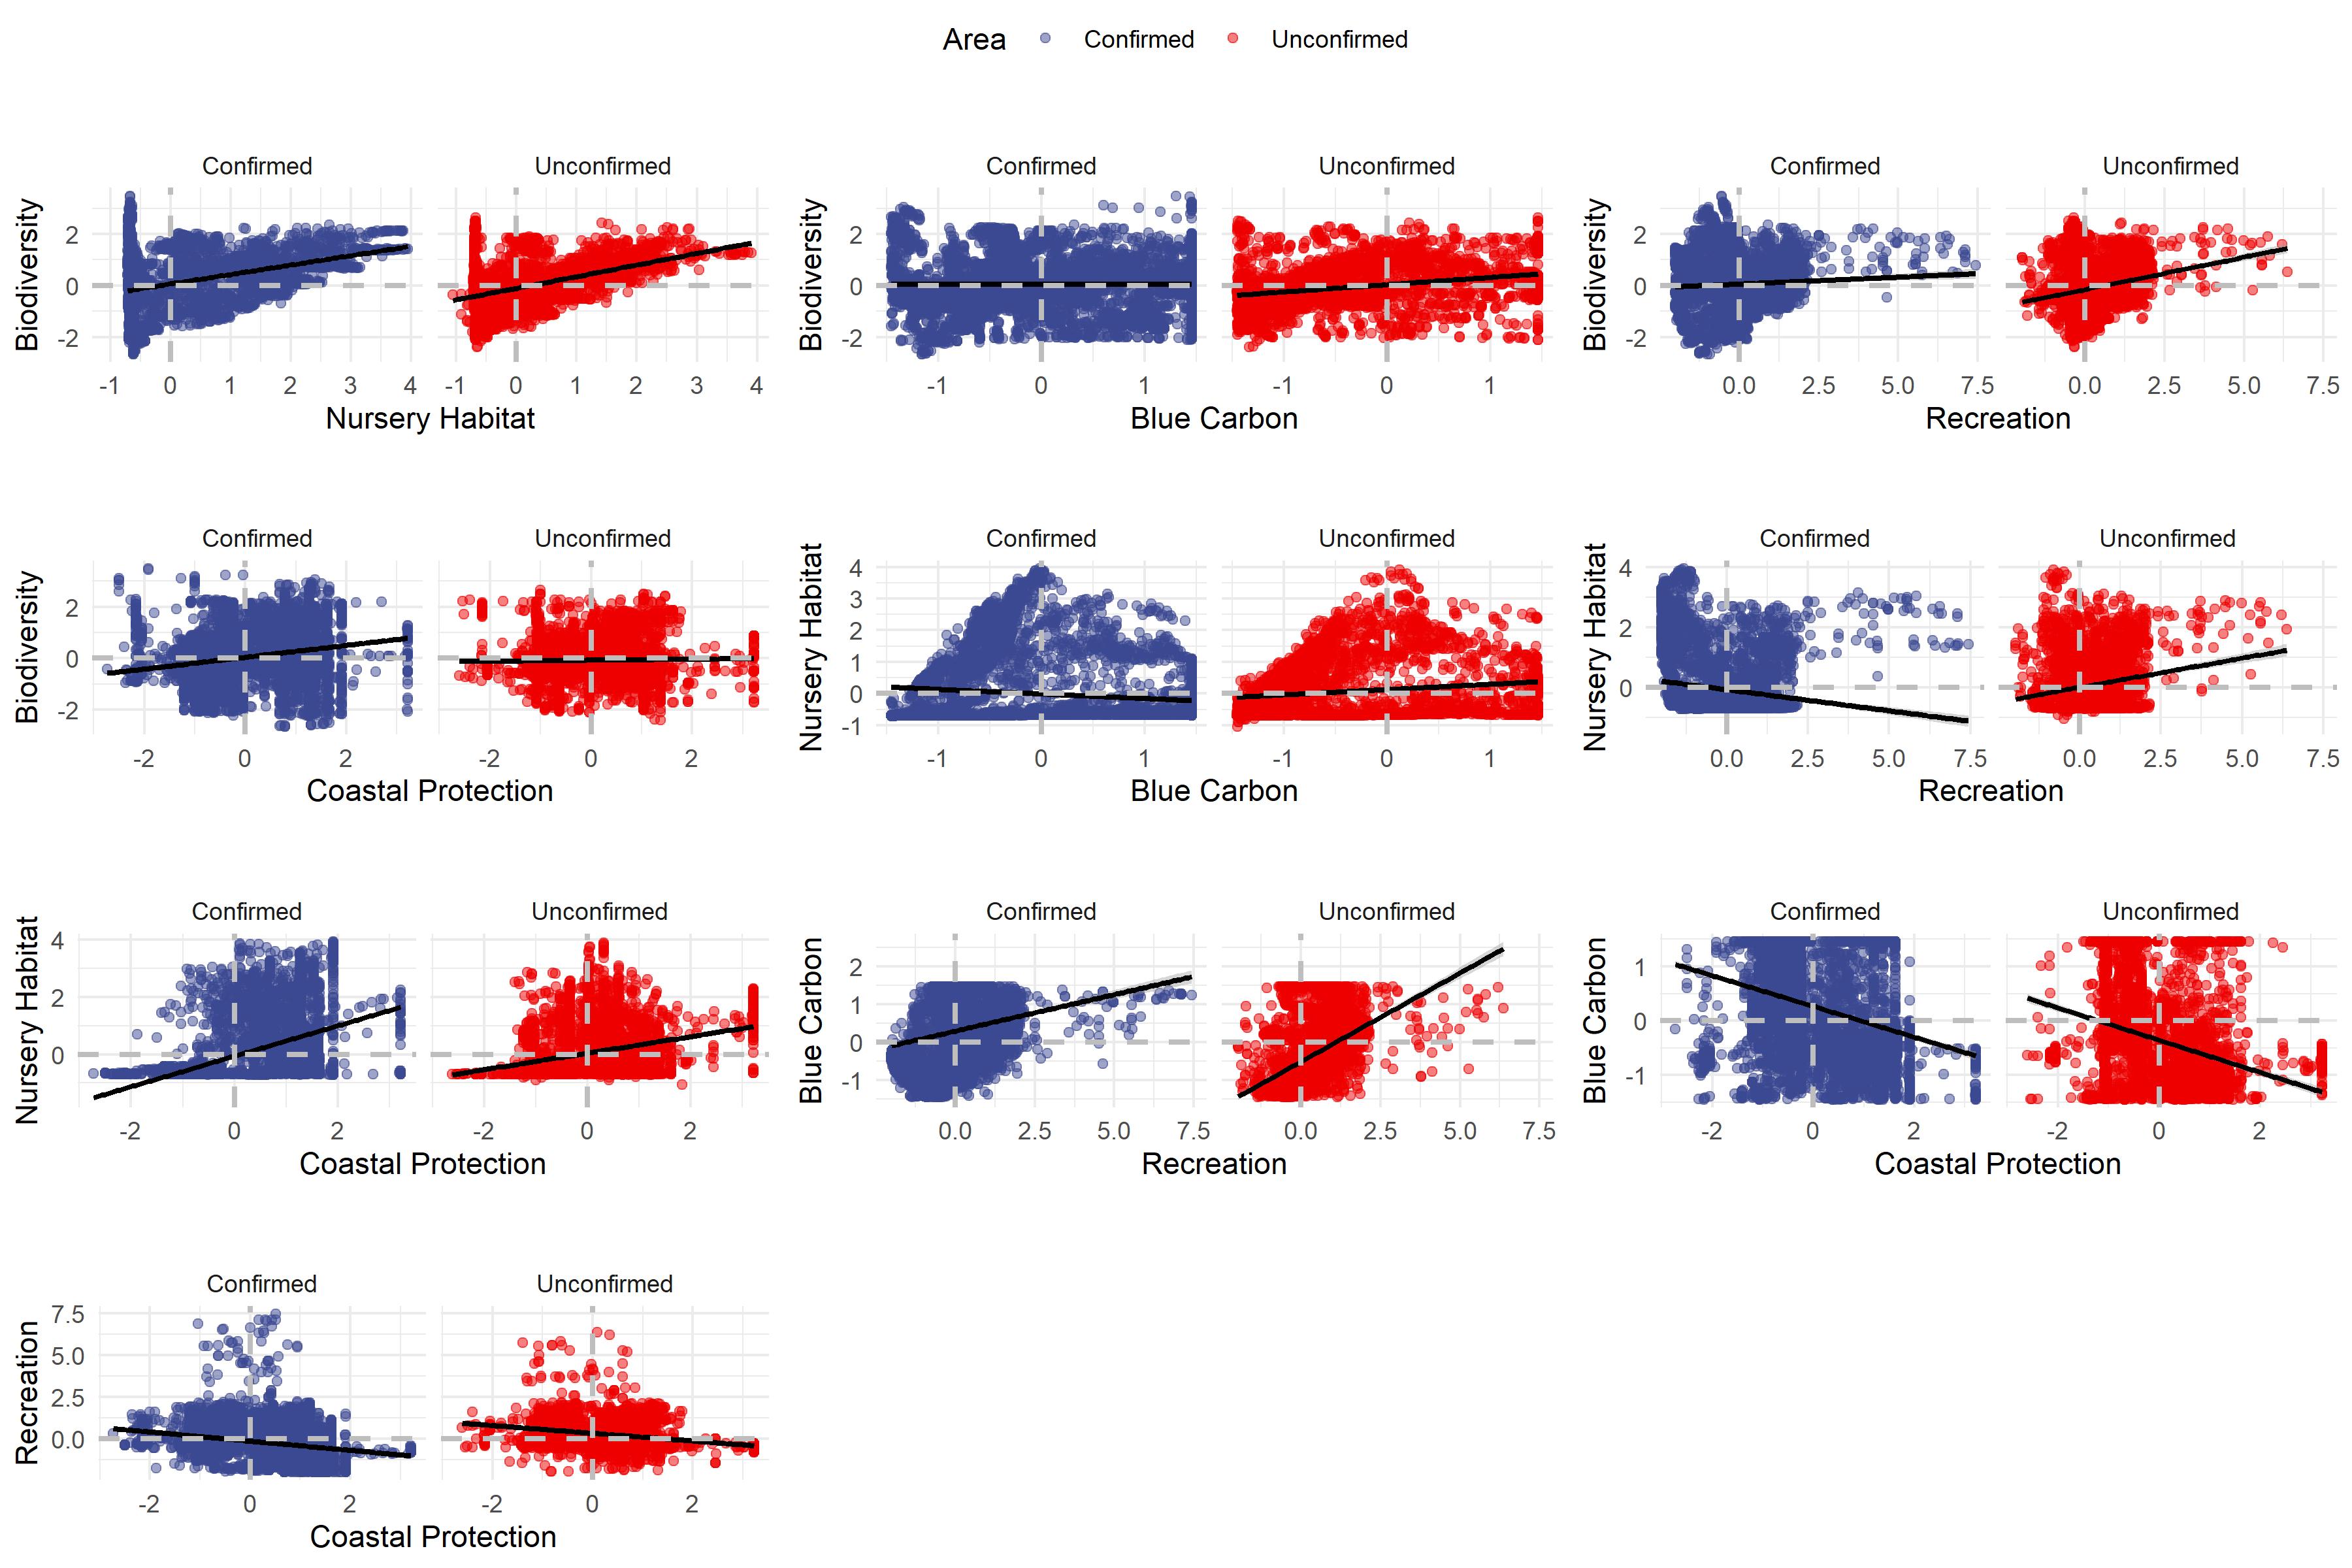 Area Confirmed Unconfirmed
Confirmed Unconfirmed Confirmed Unconfirmed Confirmed Unconfirmed
Biodiversity
2
0
-2
-1 0 1 2 3 4 -1 0 1 2 3 4
Nursery Habitat
Biodiversity
2
0
-2
-1 0 1 -1 0 1
Blue Carbon
Biodiversity
2
0
-2
0.0 2.5 5.0 7.5 0.0 2.5 5.0 7.5
Recreation
Confirmed Unconfirmed Confirmed Unconfirmed Confirmed Unconfirmed
Biodiversity
2
0
-2
-2 0 2 -2 0 2
Coastal Protection
Nursery Habitat
4
3
2
1
0
-1
-1 0 1 -1 0 1
Blue Carbon
Nursery Habitat
4
2
0
0.0 2.5 5.0 7.5 0.0 2.5 5.0 7.5
Recreation
Confirmed Unconfirmed Confirmed Unconfirmed Confirmed Unconfirmed
Nursery Habitat
4
2
0
-2 0 2 -2 0 2
Coastal Protection
Blue Carbon
2
1
0
-1
0.0 2.5 5.0 7.5 0.0 2.5 5.0 7.5
Recreation
Blue Carbon
1
0
-1
-2 0 2 -2 0 2
Coastal Protection
Confirmed Unconfirmed
Recreation
7.5
5.0
2.5
0.0
-2 0 2 -2 0 2
Coastal Protection